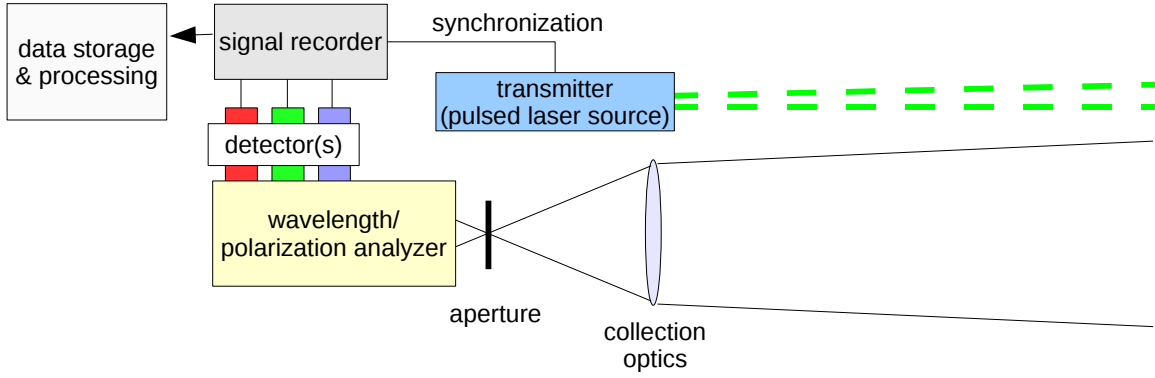 data storage
& processing
signal recorder
synchronization
transmitter
(pulsed laser source)
detector(s)
wavelength/
polarization analyzer
aperture
collection
optics